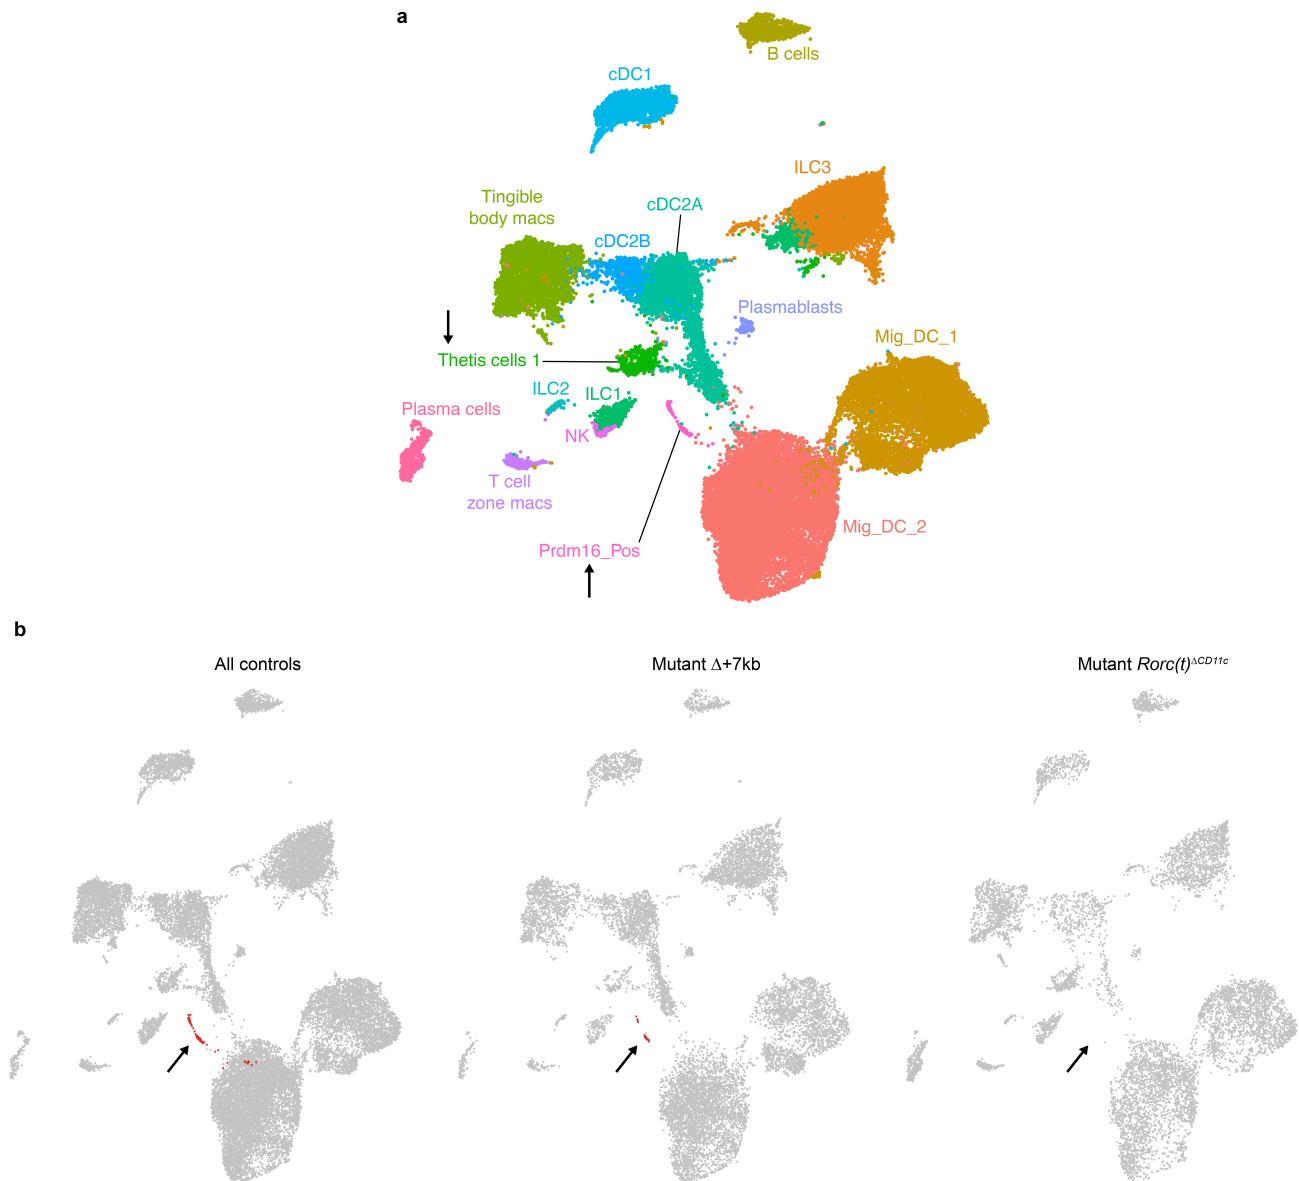 a
B cells
cDC1
ILC3
Tingible
body macs
cDC2A
cDC2B
Plasmablasts
Mig_DC_1
Thetis cells 1
ILC2
ILC1
Plasma cells
NK
T cell
zone macs
Mig_DC_2
Prdm16_Pos
b
All controls
Mutant Δ+7kb
Mutant Rorc(t)^ΔCD11c